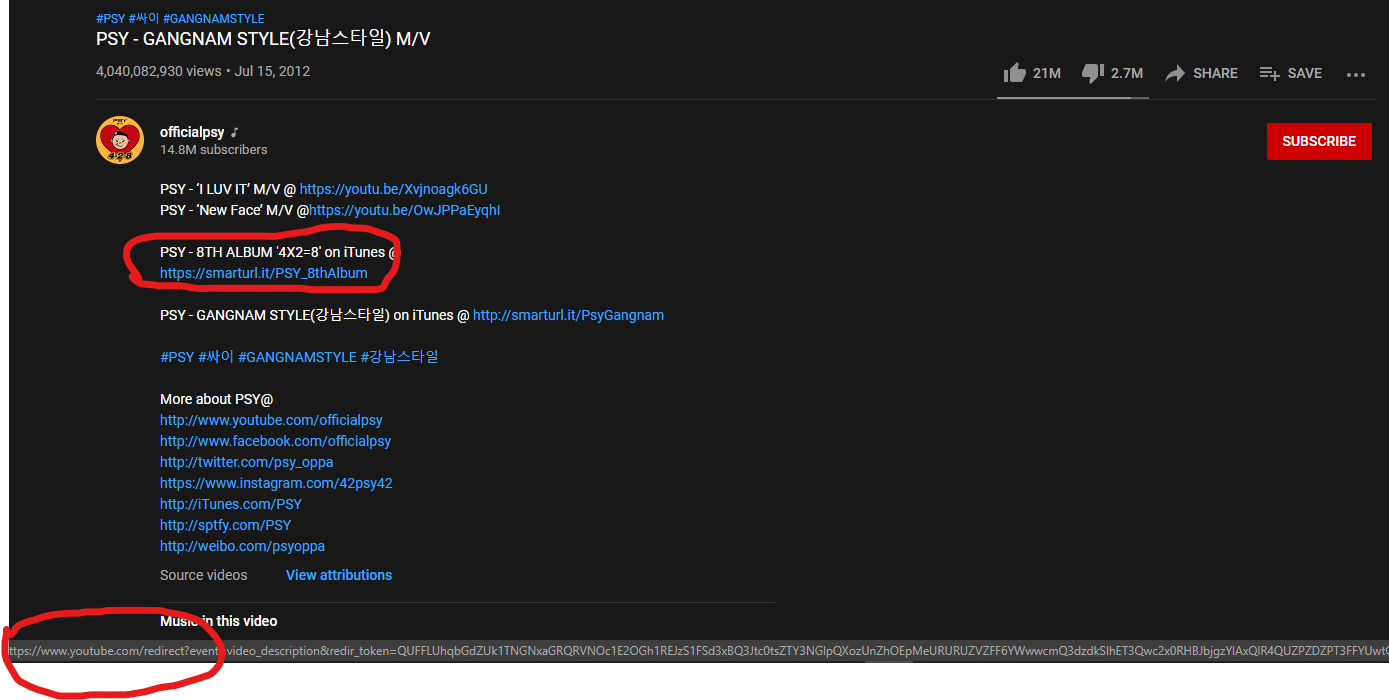 #PSY #싸이 #GANGNAMSTYLE
PSY - GANGNAM STYLE(강남스타일) M/V
4,040,082,930 views • Jul 15, 2012
21M 2.7M SHARE SAVE
officialpsy
14.8M subscribers
SUBSCRIBE
PSY - ‘I LUV IT’ M/V @ https://youtu.be/Xvjnoagk6GU
PSY - ‘New Face’ M/V @https://youtu.be/OwJPPaEyqhI
PSY - 8TH ALBUM '4X2=8' on iTunes @
https://smarturl.it/PSY_8thAlbum
PSY - GANGNAM STYLE(강남스타일) on iTunes @ http://smarturl.it/PsyGangnam
#PSY #싸이 #GANGNAMSTYLE #강남스타일
More about PSY@
http://www.youtube.com/officialpsy
http://www.facebook.com/officialpsy
http://twitter.com/psy_oppa
https://www.instagram.com/42psy42
http://iTunes.com/PSY
http://sptfy.com/PSY
http://weibo.com/psyoppa
Source videos View attributions
Music in this video
ttps://www.youtube.com/redirect?event=video_description&redir_token=